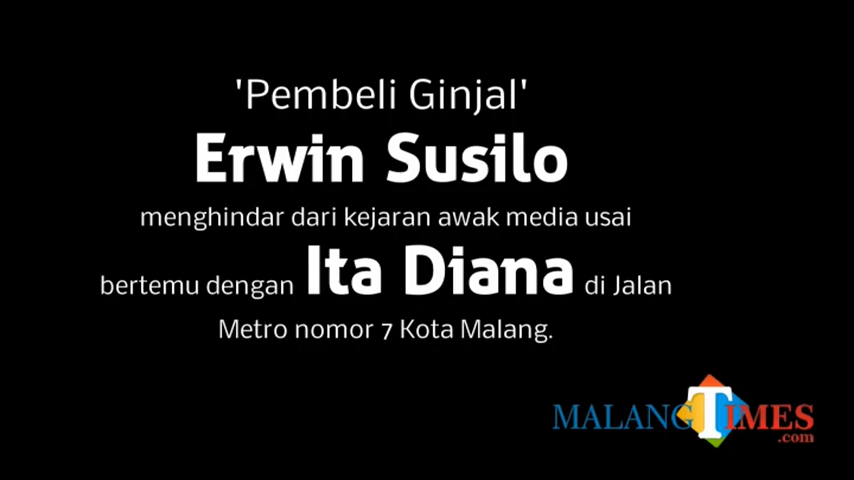 'Pembeli Ginjal'
Erwin Susilo
menghindar dari kejaran awak media usai
bertemu dengan Ita Diana di Jalan
Metro nomor 7 Kota Malang.
MALANGTIMES
.com